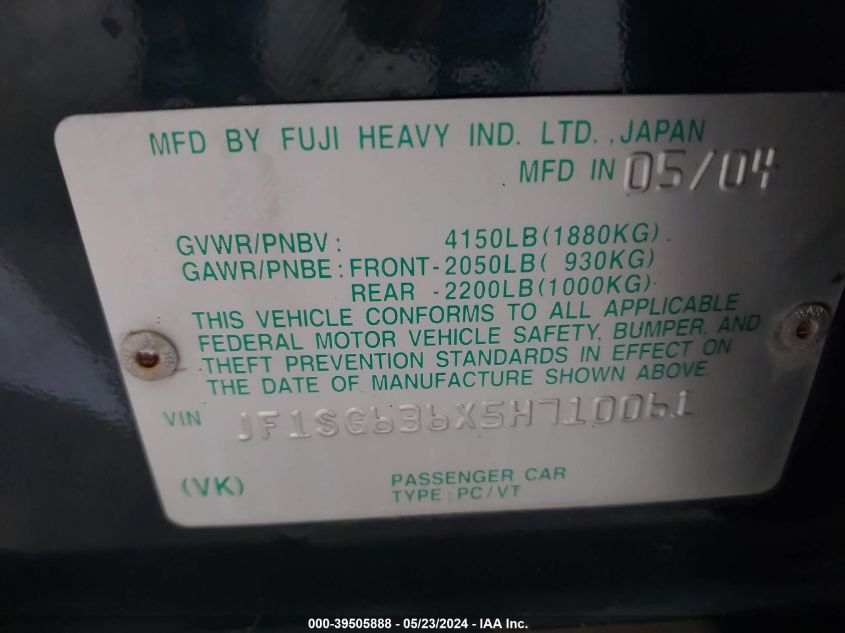 MFD BY FUJI HEAVY IND. LTD., JAPAN
MFD IN 05/04
GVWR/PNBV: 4150LB(1880KG)
GAWR/PNBE: FRONT-2050LB( 930KG)
REAR -2200LB(1000KG)
THIS VEHICLE CONFORMS TO ALL APPLICABLE
FEDERAL MOTOR VEHICLE SAFETY, BUMPER, AND
THEFT PREVENTION STANDARDS IN EFFECT ON
THE DATE OF MANUFACTURE SHOWN ABOVE.
VIN JF1SG636X5H710061
(VK) PASSENGER CAR
TYPE:PC/VT
000-39505888 - 05/23/2024 - IAA Inc.